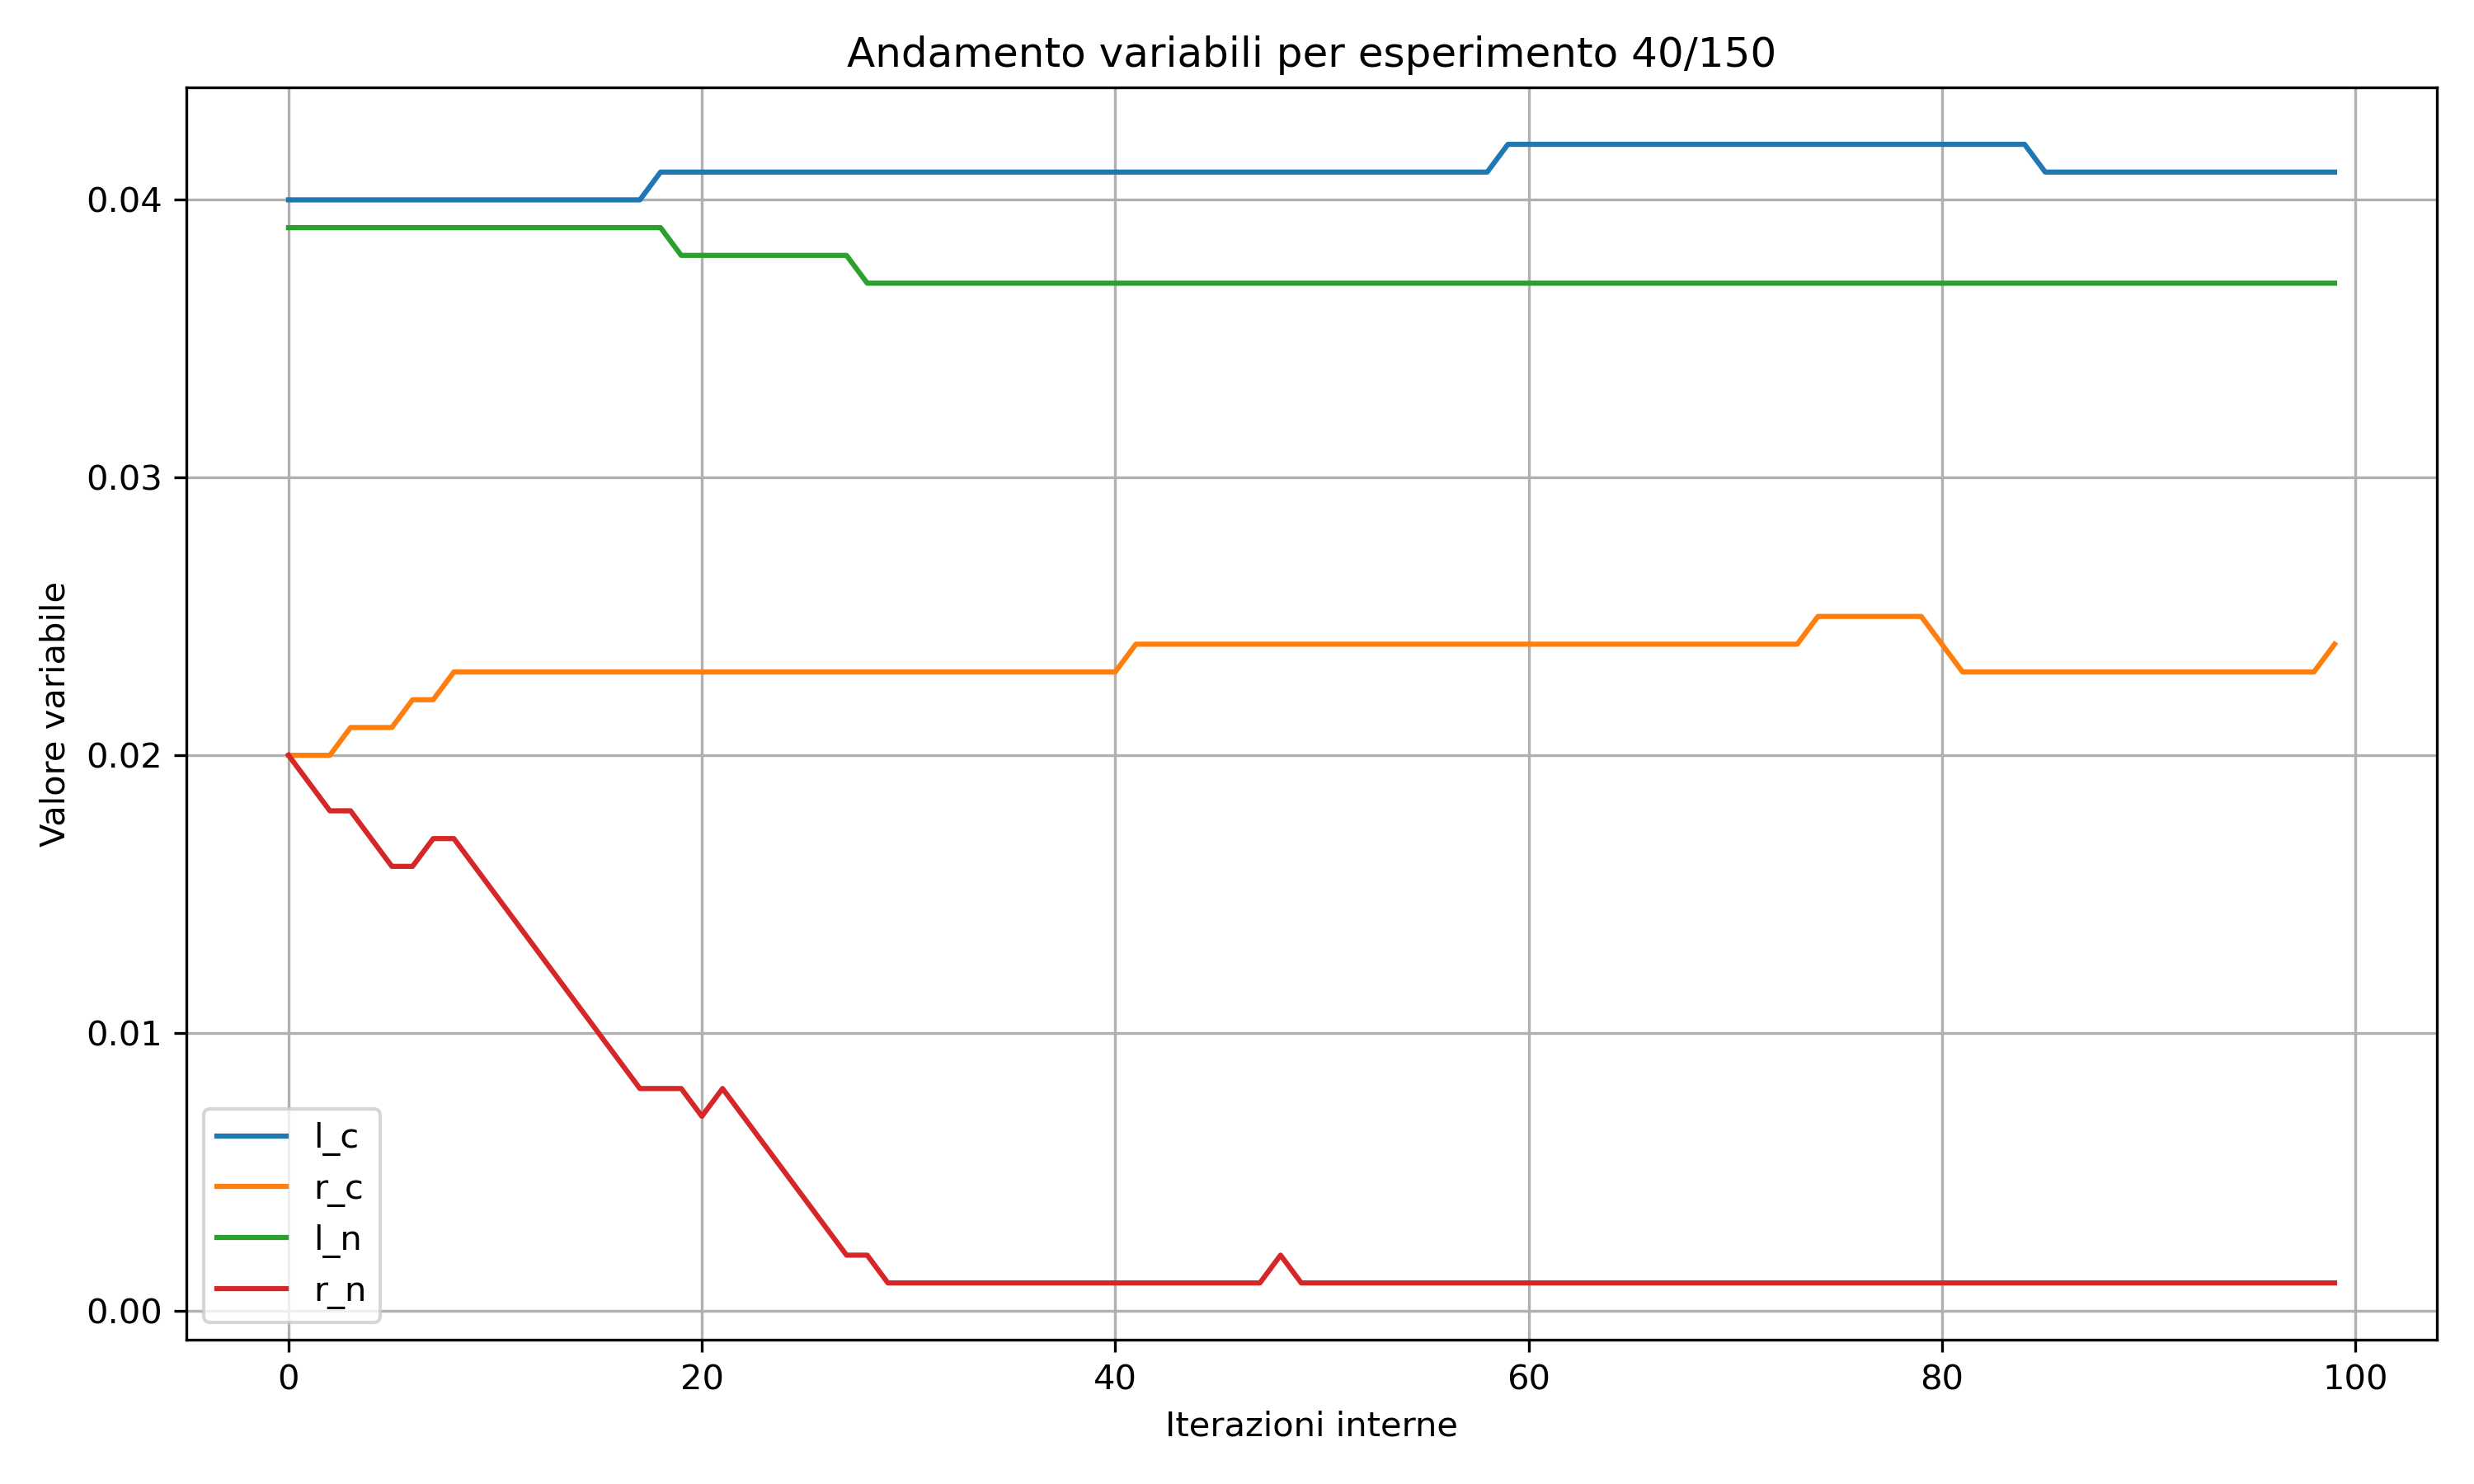 Andamento variabili per esperimento 40/150
Valore variabile
0.04
0.03
0.02
0.01
0.00
l_c
r_c
l_n
r_n
0 20 40 60 80 100
Iterazioni interne